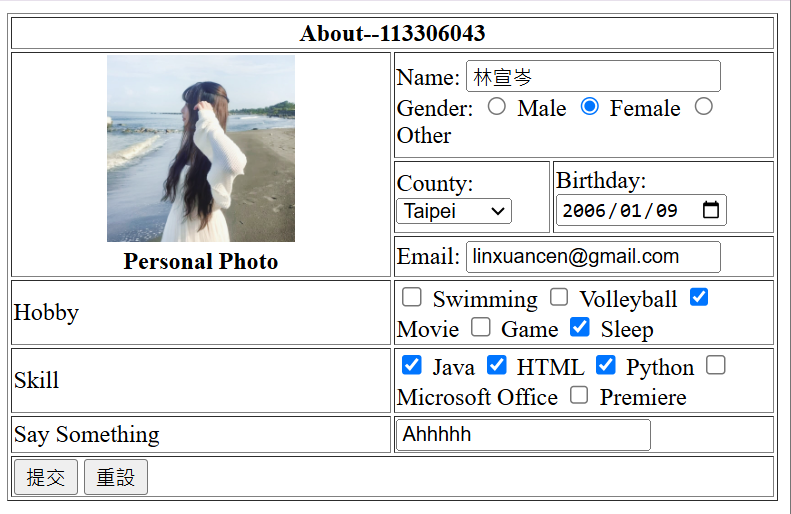 About--113306043
Name: 林宣岑
Gender: Male Female
Other
Personal Photo
County:
Taipei
Birthday:
2006/01/09
Email: linxuancen@gmail.com
Hobby
Swimming Volleyball
Movie Game Sleep
Skill
Java HTML Python
Microsoft Office Premiere
Say Something
Ahhhhh
提交 重設